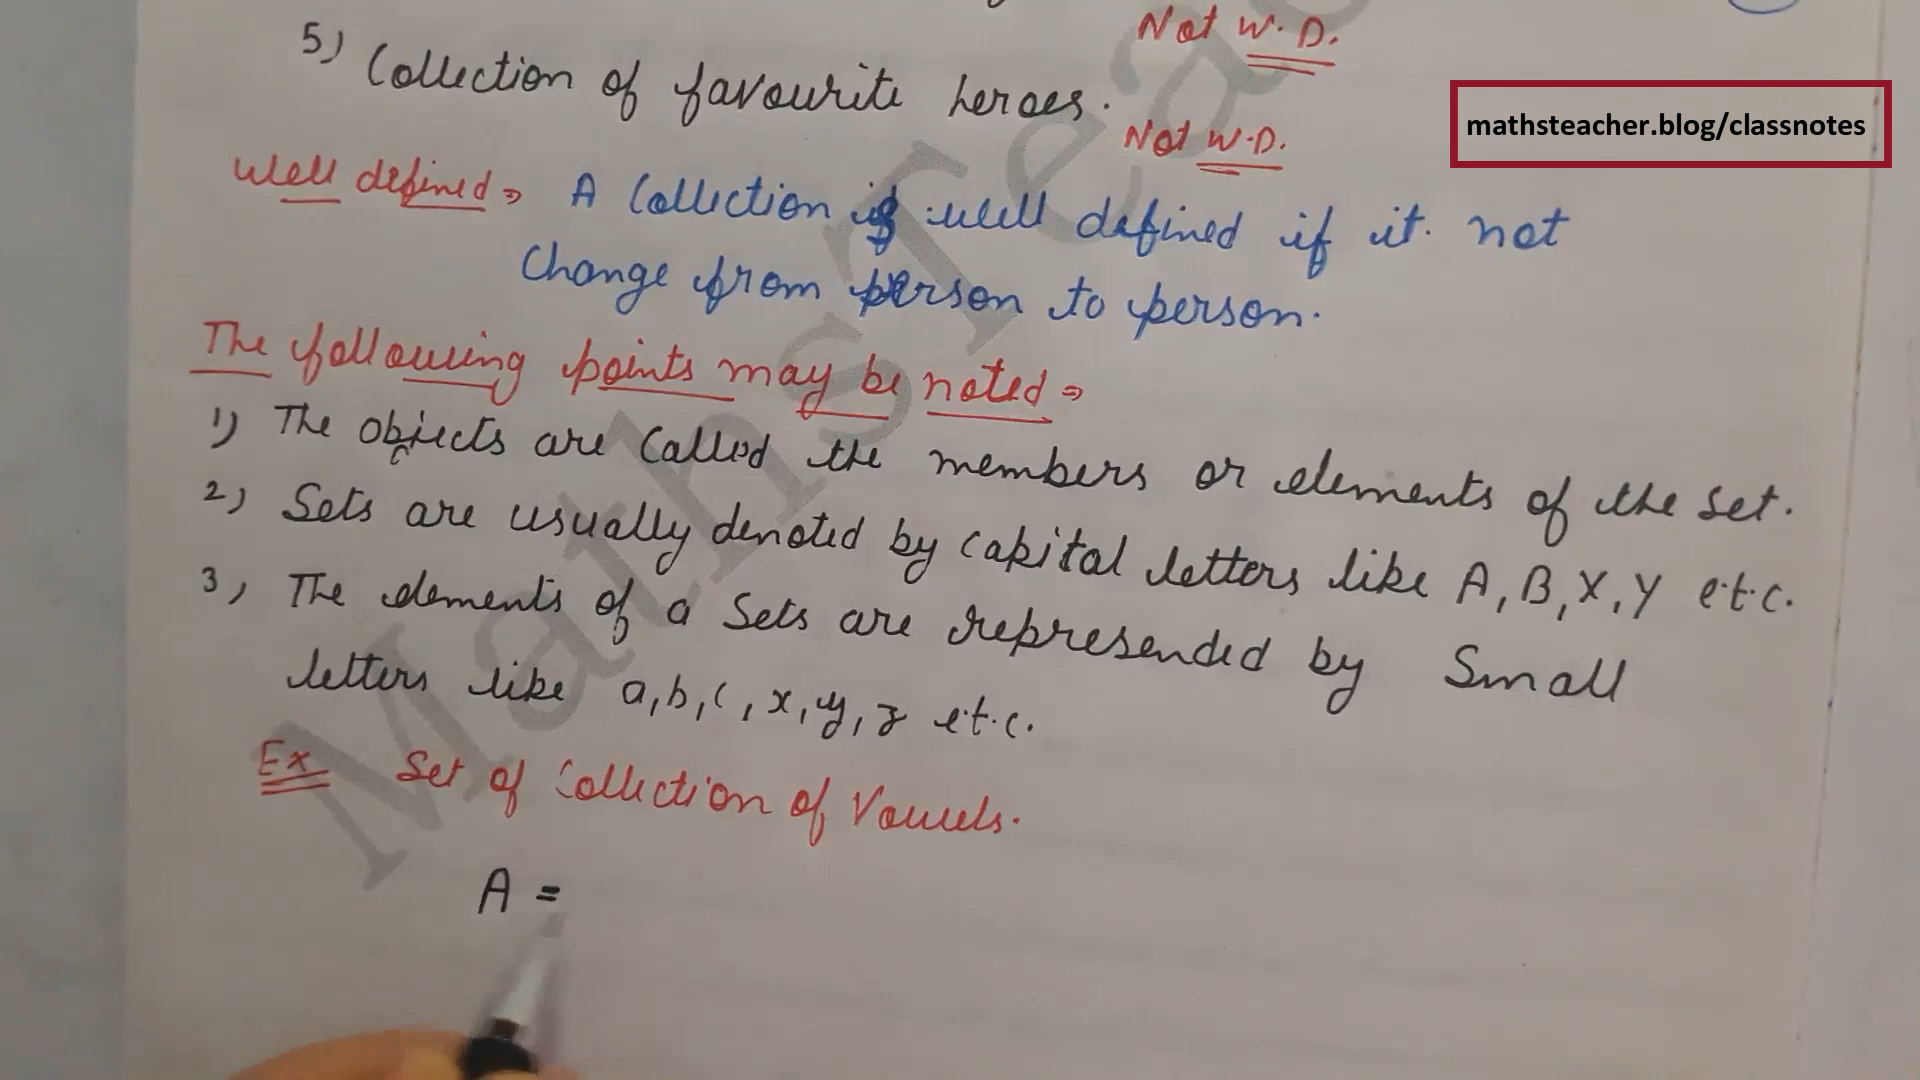 Not W.D.
5) Collection of favourite heroes.
mathsteacher.blog/classnotes
Not W.D.
Well defined ⇒ A Collection is well defined if it not
Change from person to person.
The following points may be noted ⇒
1) The objects are Called the members or elements of the Set.
2) Sets are usually denoted by Capital letters like A, B, X, Y e.t.c.
3) The elements of a Sets are represended by Small
letters like a, b, c, x, y, z e.t.c.
Ex Set of Collection of Vowels.
A =
MathsTeac